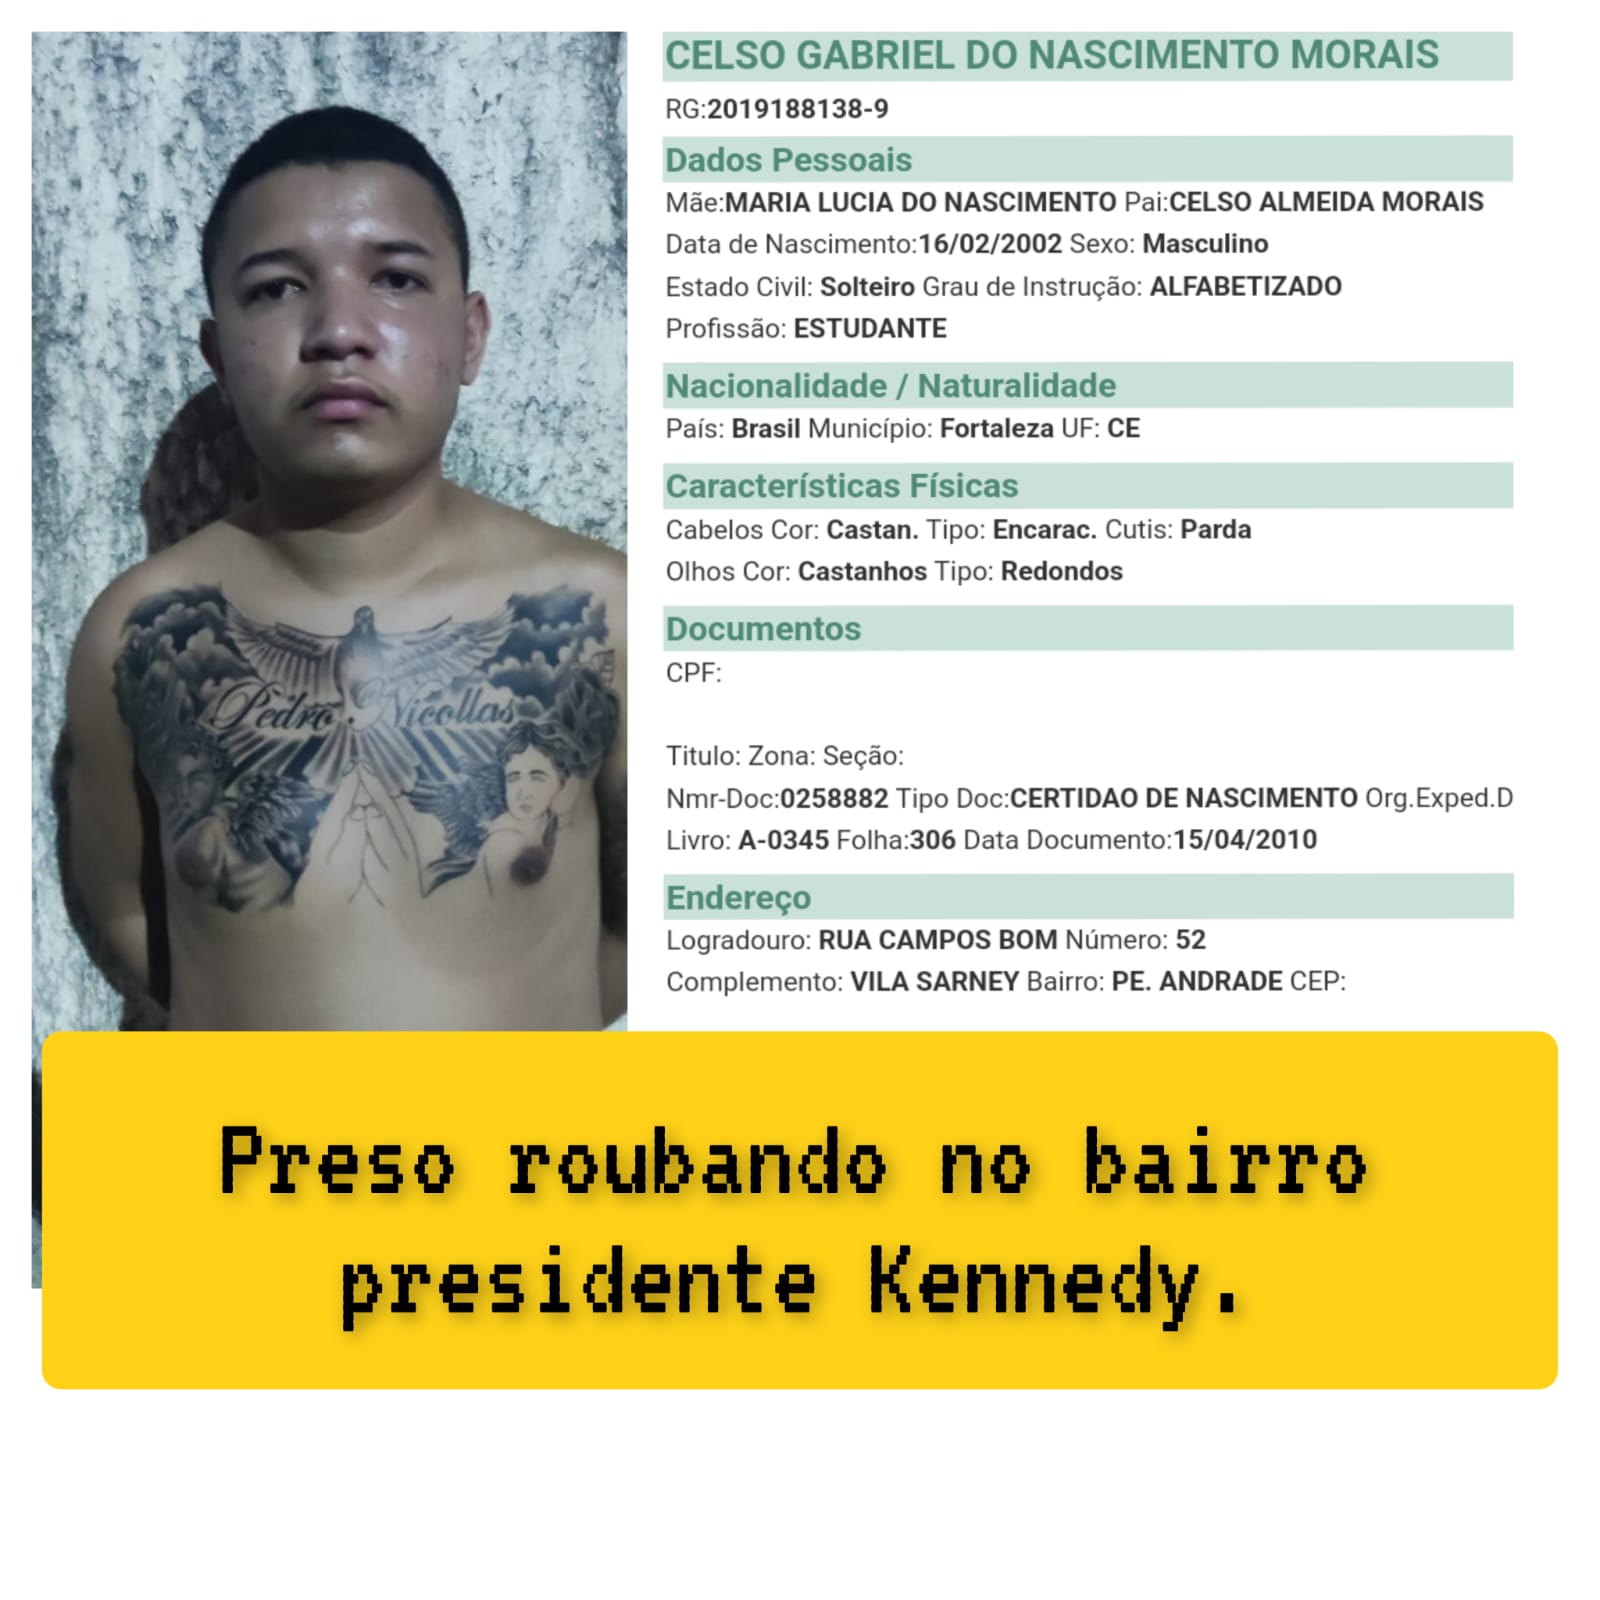 CELSO GABRIEL DO NASCIMENTO MORAIS
RG:2019188138-9
Dados Pessoais
Mãe:MARIA LUCIA DO NASCIMENTO Pai:CELSO ALMEIDA MORAIS
Data de Nascimento:16/02/2002 Sexo: Masculino
Estado Civil: Solteiro Grau de Instrução: ALFABETIZADO
Profissão: ESTUDANTE
Nacionalidade / Naturalidade
País: Brasil Município: Fortaleza UF: CE
Características Físicas
Cabelos Cor: Castan. Tipo: Encarac. Cutis: Parda
Olhos Cor: Castanhos Tipo: Redondos
Documentos
CPF:
Titulo: Zona: Seção:
Nmr-Doc:0258882 Tipo Doc:CERTIDAO DE NASCIMENTO Org.Exped.D
Livro: A-0345 Folha:306 Data Documento:15/04/2010
Endereço
Logradouro: RUA CAMPOS BOM Número: 52
Complemento: VILA SARNEY Bairro: PE. ANDRADE CEP:
Pedro Nicollas
Preso roubando no bairro
presidente Kennedy.